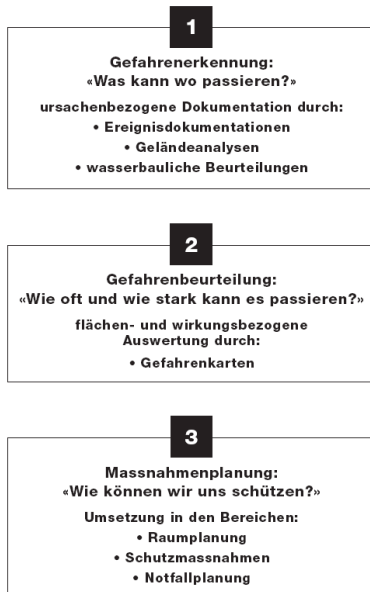 1
Gefahrenerkennung:
«Was kann wo passieren?»
ursachenbezogene Dokumentation durch:
• Ereignisdokumentationen
• Geländeanalysen
• wasserbauliche Beurteilungen
2
Gefahrenbeurteilung:
«Wie oft und wie stark kann es passieren?»
flächen- und wirkungsbezogene
Auswertung durch:
• Gefahrenkarten
3
Massnahmenplanung:
«Wie können wir uns schützen?»
Umsetzung in den Bereichen:
• Raumplanung
• Schutzmassnahmen
• Notfallplanung